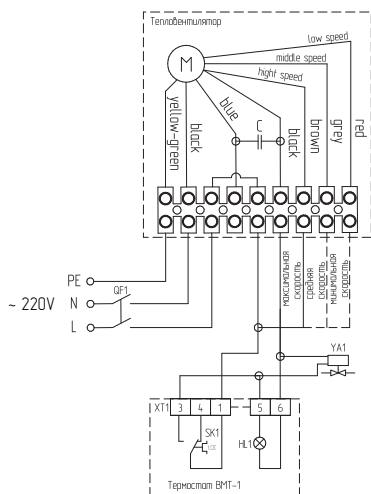 Тепловентилятор
low speed
middle speed
hight speed
M
yellow-green
black
blue
C
black
brown
grey
red
PE
~ 220V
N
QF1
L
максимальная
скорость
средняя
скорость
минимальная
скорость
YA1
XT1
3
4
1
5
6
SK1
HL1
Термостат BMT-1